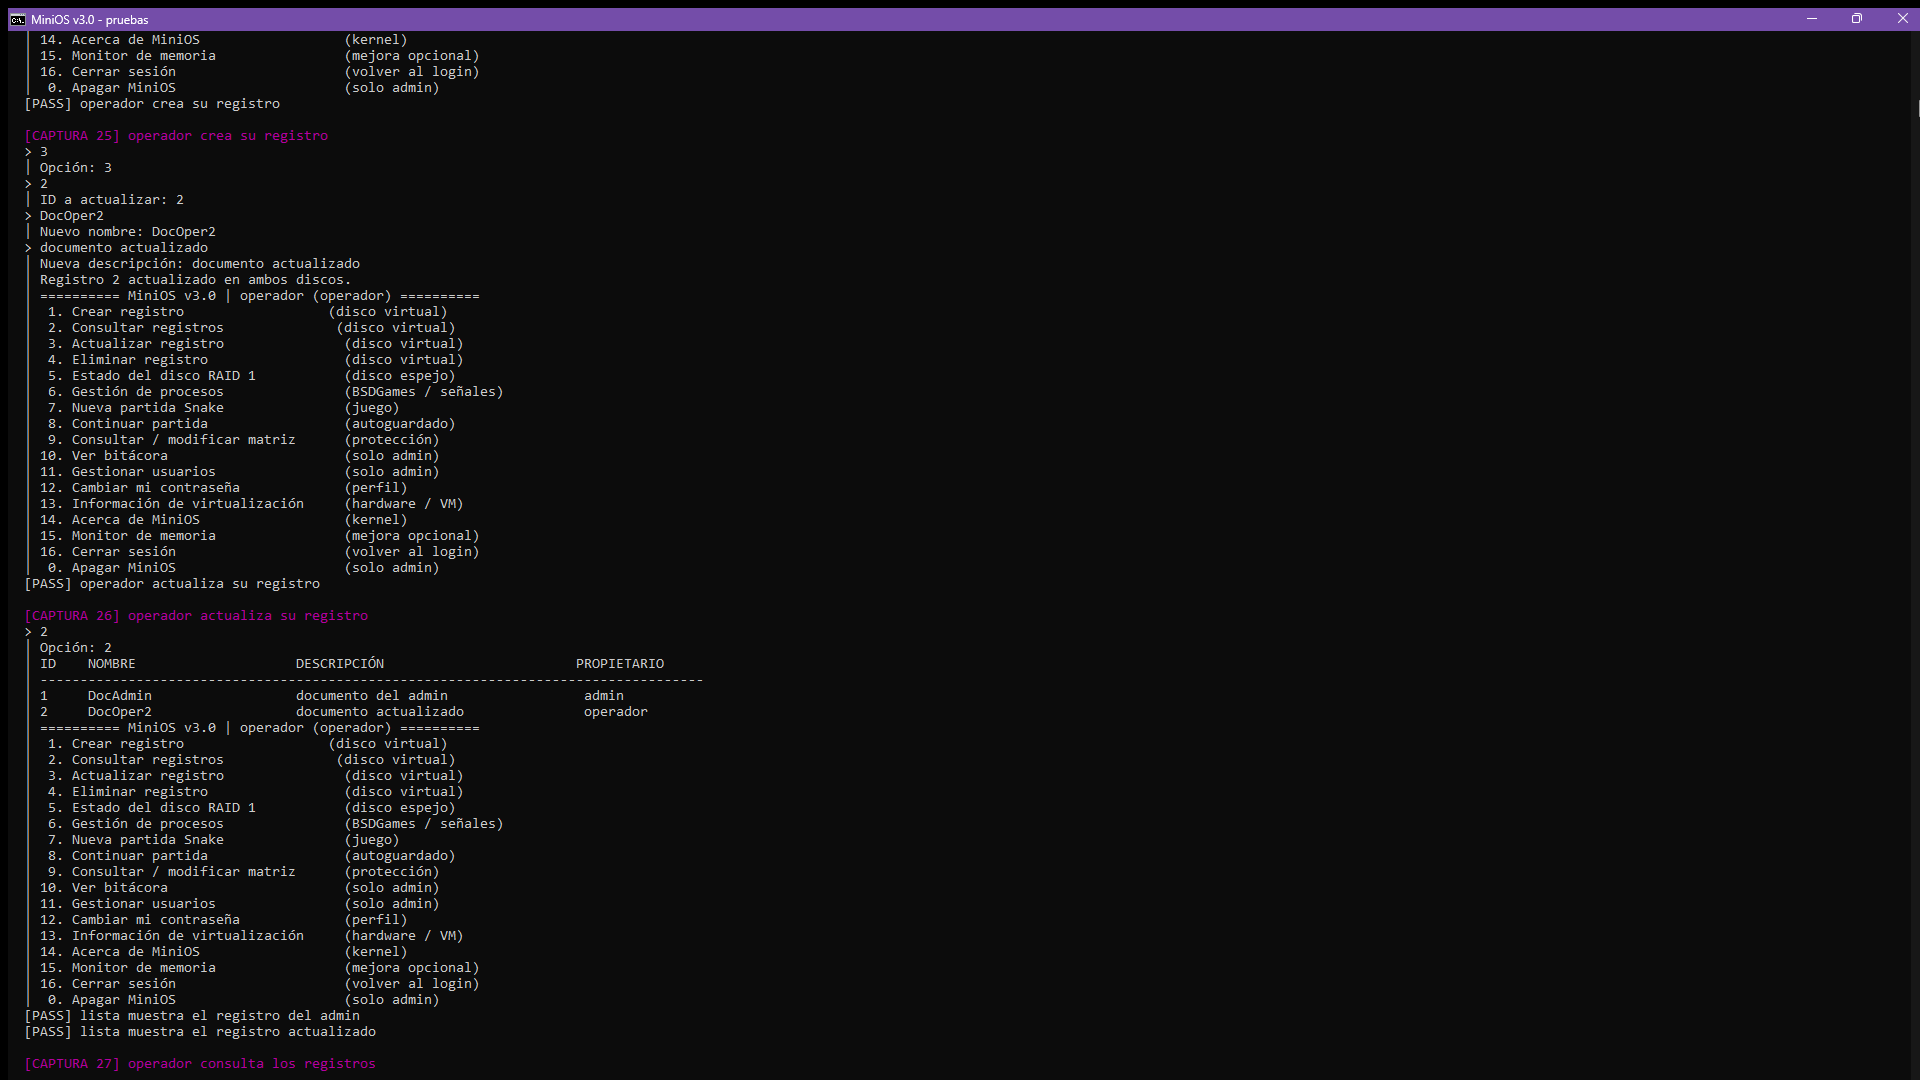 MiniOS v3.0 - pruebas
14. Acerca de MiniOS (kernel)
15. Monitor de memoria (mejora opcional)
16. Cerrar sesión (volver al login)
0. Apagar MiniOS (solo admin)
[PASS] operador crea su registro
[CAPTURA 25] operador crea su registro
> 3
| Opción: 3
> 2
| ID a actualizar: 2
> DocOper2
| Nuevo nombre: DocOper2
> documento actualizado
| Nueva descripción: documento actualizado
Registro 2 actualizado en ambos discos.
========== MiniOS v3.0 | operador (operador) ==========
1. Crear registro (disco virtual)
2. Consultar registros (disco virtual)
3. Actualizar registro (disco virtual)
4. Eliminar registro (disco virtual)
5. Estado del disco RAID 1 (disco espejo)
6. Gestión de procesos (BSDGames / señales)
7. Nueva partida Snake (juego)
8. Continuar partida (autoguardado)
9. Consultar / modificar matriz (protección)
10. Ver bitácora (solo admin)
11. Gestionar usuarios (solo admin)
12. Cambiar mi contraseña (perfil)
13. Información de virtualización (hardware / VM)
14. Acerca de MiniOS (kernel)
15. Monitor de memoria (mejora opcional)
16. Cerrar sesión (volver al login)
0. Apagar MiniOS (solo admin)
[PASS] operador actualiza su registro
[CAPTURA 26] operador actualiza su registro
> 2
| Opción: 2
ID NOMBRE DESCRIPCIÓN PROPIETARIO
-----------------------------------------------------------------------------------
1 DocAdmin documento del admin admin
2 DocOper2 documento actualizado operador
========== MiniOS v3.0 | operador (operador) ==========
1. Crear registro (disco virtual)
2. Consultar registros (disco virtual)
3. Actualizar registro (disco virtual)
4. Eliminar registro (disco virtual)
5. Estado del disco RAID 1 (disco espejo)
6. Gestión de procesos (BSDGames / señales)
7. Nueva partida Snake (juego)
8. Continuar partida (autoguardado)
9. Consultar / modificar matriz (protección)
10. Ver bitácora (solo admin)
11. Gestionar usuarios (solo admin)
12. Cambiar mi contraseña (perfil)
13. Información de virtualización (hardware / VM)
14. Acerca de MiniOS (kernel)
15. Monitor de memoria (mejora opcional)
16. Cerrar sesión (volver al login)
0. Apagar MiniOS (solo admin)
[PASS] lista muestra el registro del admin
[PASS] lista muestra el registro actualizado
[CAPTURA 27] operador consulta los registros